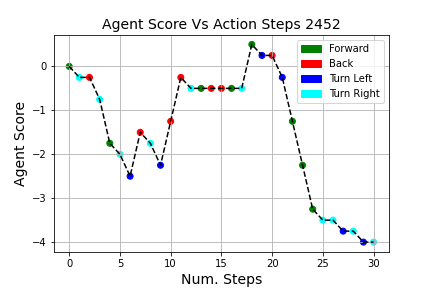 Agent Score Vs Action Steps 2452
Forward
Back
Turn Left
Turn Right
Agent Score
0
−1
−2
−3
−4
0 5 10 15 20 25 30
Num. Steps